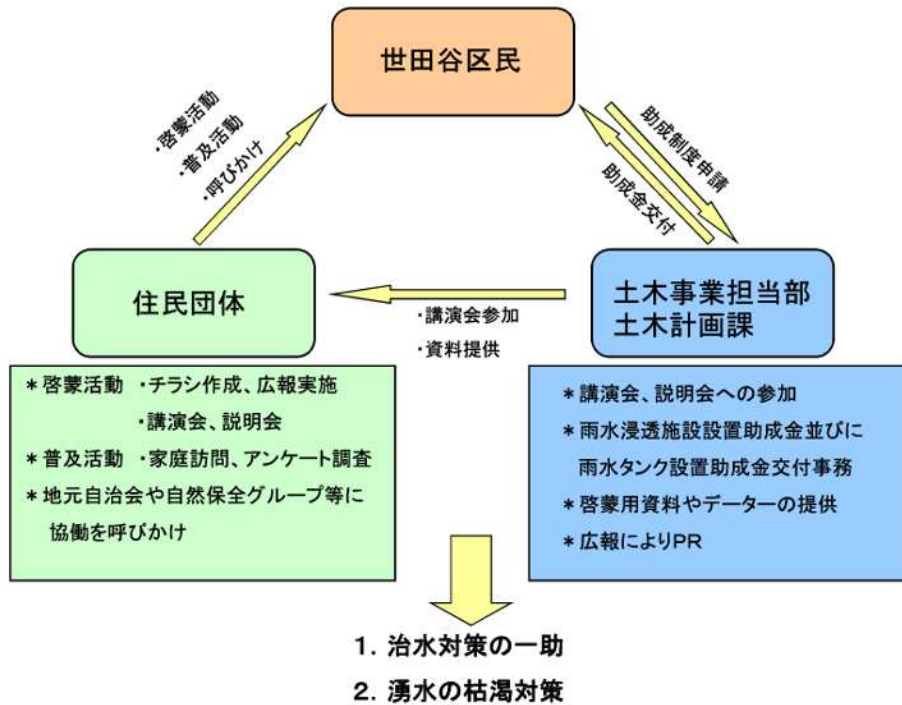 世田谷区民
・啓蒙活動
・普及活動
・呼びかけ
助成制度申請
助成金交付
住民団体
・講演会参加
・資料提供
土木事業担当部
土木計画課
＊啓蒙活動 ・チラシ作成、広報実施
・講演会、説明会
＊普及活動 ・家庭訪問、アンケート調査
＊地元自治会や自然保全グループ等に
協働を呼びかけ
＊講演会、説明会への参加
＊雨水浸透施設設置助成金並びに
雨水タンク設置助成金交付事務
＊啓蒙用資料やデーターの提供
＊広報によりＰＲ
1．治水対策の一助
2．湧水の枯渇対策